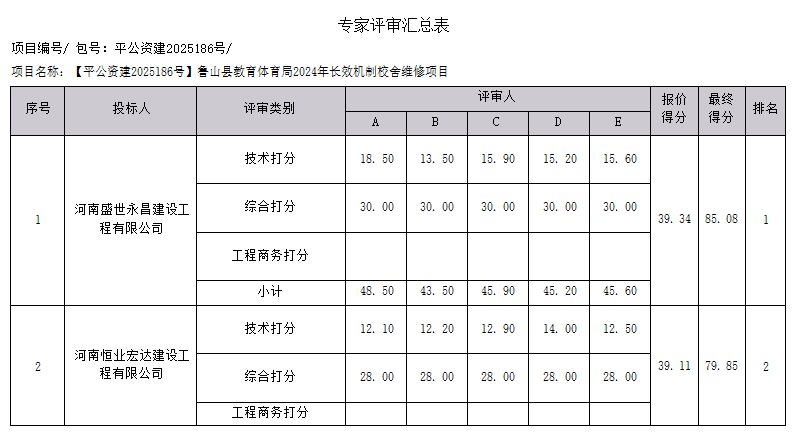 专家评审汇总表
项目编号/ 包号：平公资建2025186号/
项目名称：【平公资建2025186号】鲁山县教育体育局2024年长效机制校舍维修项目
序号 投标人 评审类别 评审人 报价得分 最终得分 排名
A B C D E
1 河南盛世永昌建设工程有限公司 技术打分 18.50 13.50 15.90 15.20 15.60 39.34 85.08 1
综合打分 30.00 30.00 30.00 30.00 30.00
工程商务打分
小计 48.50 43.50 45.90 45.20 45.60
2 河南恒业宏达建设工程有限公司 技术打分 12.10 12.20 12.90 14.00 12.50 39.11 79.85 2
综合打分 28.00 28.00 28.00 28.00 28.00
工程商务打分